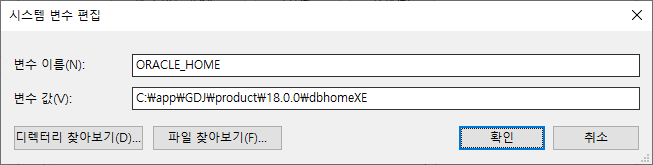 시스템 변수 편집
변수 이름(N):
ORACLE_HOME
변수 값(V):
C:₩app₩GDJ₩product₩18.0.0₩dbhomeXE
디렉터리 찾아보기(D)...
파일 찾아보기(F)...
확인
취소